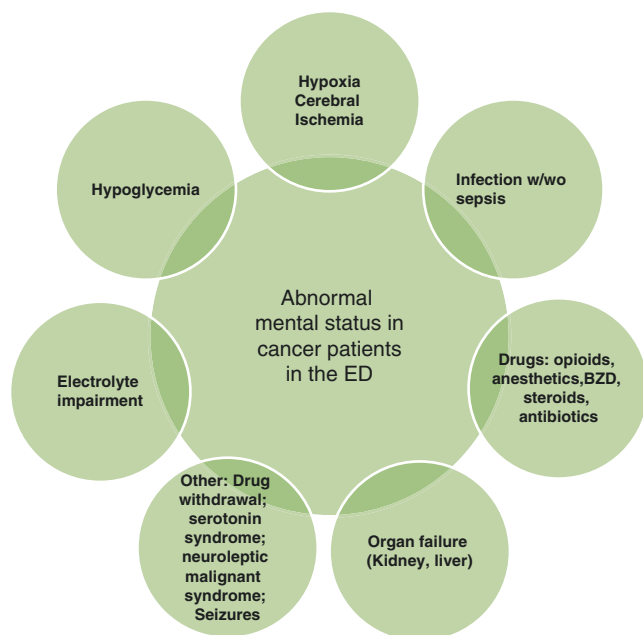 Hypoxia
Cerebral
Ischemia
Infection w/wo
sepsis
Drugs: opioids,
anesthetics,BZD,
steroids,
antibiotics
Organ failure
(Kidney, liver)
Other: Drug
withdrawal;
serotonin
syndrome;
neuroleptic
malignant
syndrome;
Seizures
Electrolyte
impairment
Hypoglycemia
Abnormal
mental status in
cancer patients
in the ED